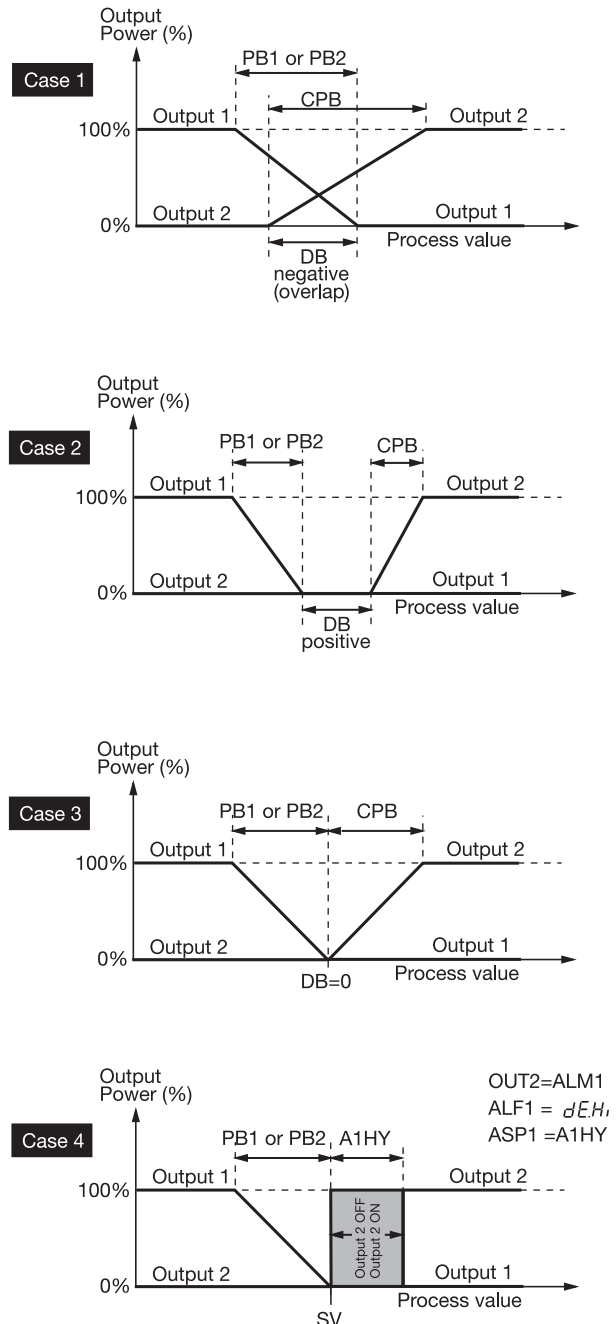 Output
Power (%)
PB1 or PB2
Case 1
CPB
Output 1
Output 2
100%
Output 2
Output 1
0%
Process value
DB
negative
(overlap)
Output
Power (%)
PB1 or PB2
CPB
Case 2
Output 1
Output 2
100%
Output 2
Output 1
0%
Process value
DB
positive
Output
Power (%)
Case 3
PB1 or PB2
CPB
Output 1
Output 2
100%
Output 2
Output 1
0%
Process value
DB=0
Output
Power (%)
OUT2=ALM1
ALF1 = dE.Hi
ASP1 =A1HY
Case 4
PB1 or PB2
A1HY
Output 1
Output 2
100%
Output 2 OFF
Output 2 ON
Output 2
Output 1
0%
Process value
SV